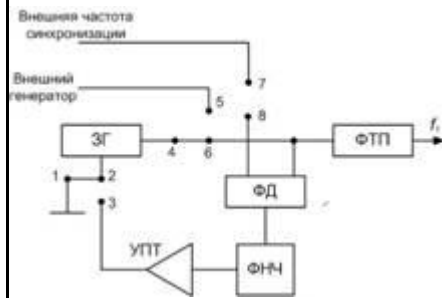 Внешняя частота
синхронизации
Внешний
генератор
7
5
8
ЗГ
4
6
ФТП
f₁
1
2
3
ФД
УПТ
ФНЧ